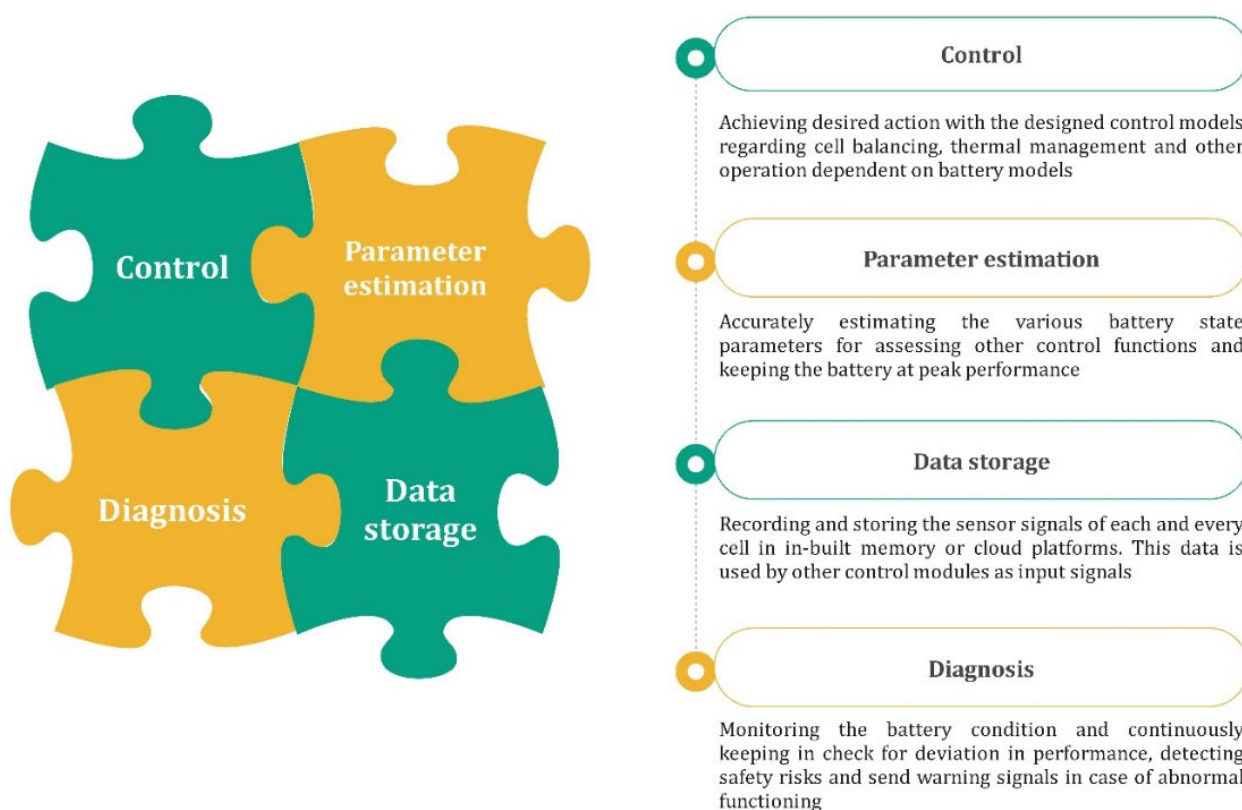 Control
Parameter
estimation
Diagnosis
Data
storage
Control
Achieving desired action with the designed control models
regarding cell balancing, thermal management and other
operation dependent on battery models
Parameter estimation
Accurately estimating the various battery state
parameters for assessing other control functions and
keeping the battery at peak performance
Data storage
Recording and storing the sensor signals of each and every
cell in in-built memory or cloud platforms. This data is
used by other control modules as input signals
Diagnosis
Monitoring the battery condition and continuously
keeping in check for deviation in performance, detecting
safety risks and send warning signals in case of abnormal
functioning